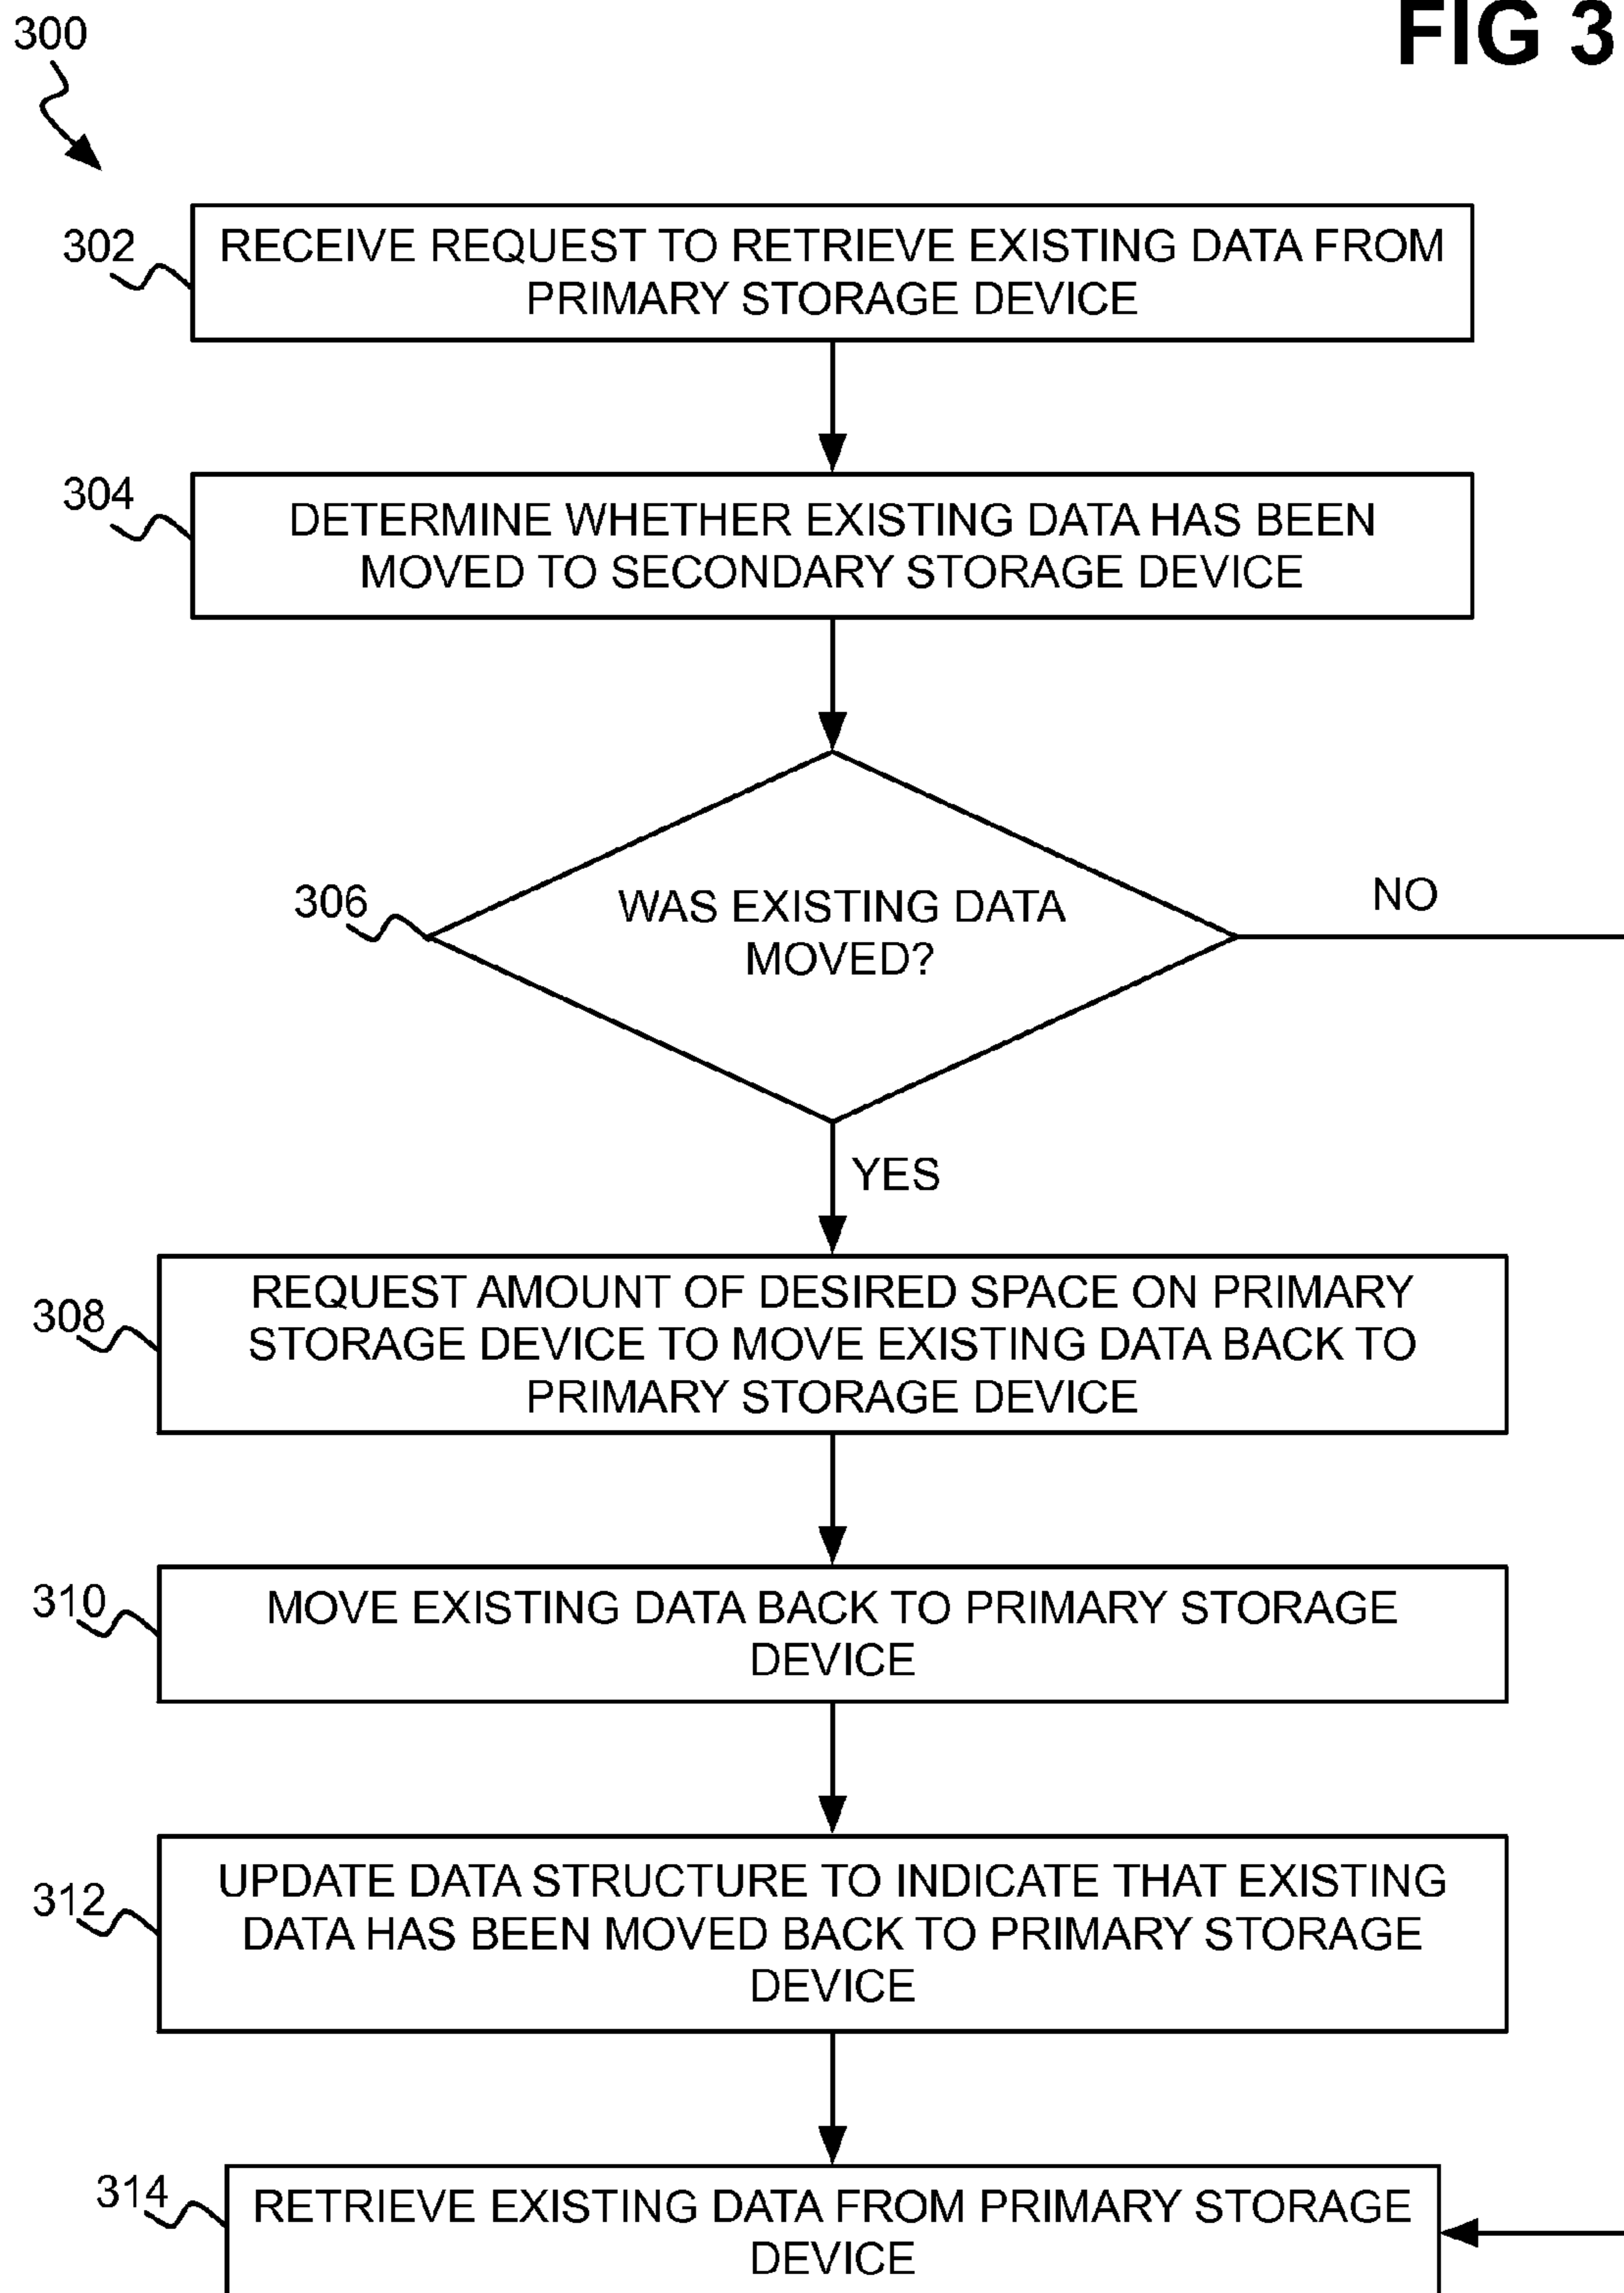 FIG 3
300
302
RECEIVE REQUEST TO RETRIEVE EXISTING DATA FROM
PRIMARY STORAGE DEVICE
304
DETERMINE WHETHER EXISTING DATA HAS BEEN
MOVED TO SECONDARY STORAGE DEVICE
306
WAS EXISTING DATA
MOVED?
NO
YES
308
REQUEST AMOUNT OF DESIRED SPACE ON PRIMARY
STORAGE DEVICE TO MOVE EXISTING DATA BACK TO
PRIMARY STORAGE DEVICE
310
MOVE EXISTING DATA BACK TO PRIMARY STORAGE
DEVICE
312
UPDATE DATA STRUCTURE TO INDICATE THAT EXISTING
DATA HAS BEEN MOVED BACK TO PRIMARY STORAGE
DEVICE
314
RETRIEVE EXISTING DATA FROM PRIMARY STORAGE
DEVICE